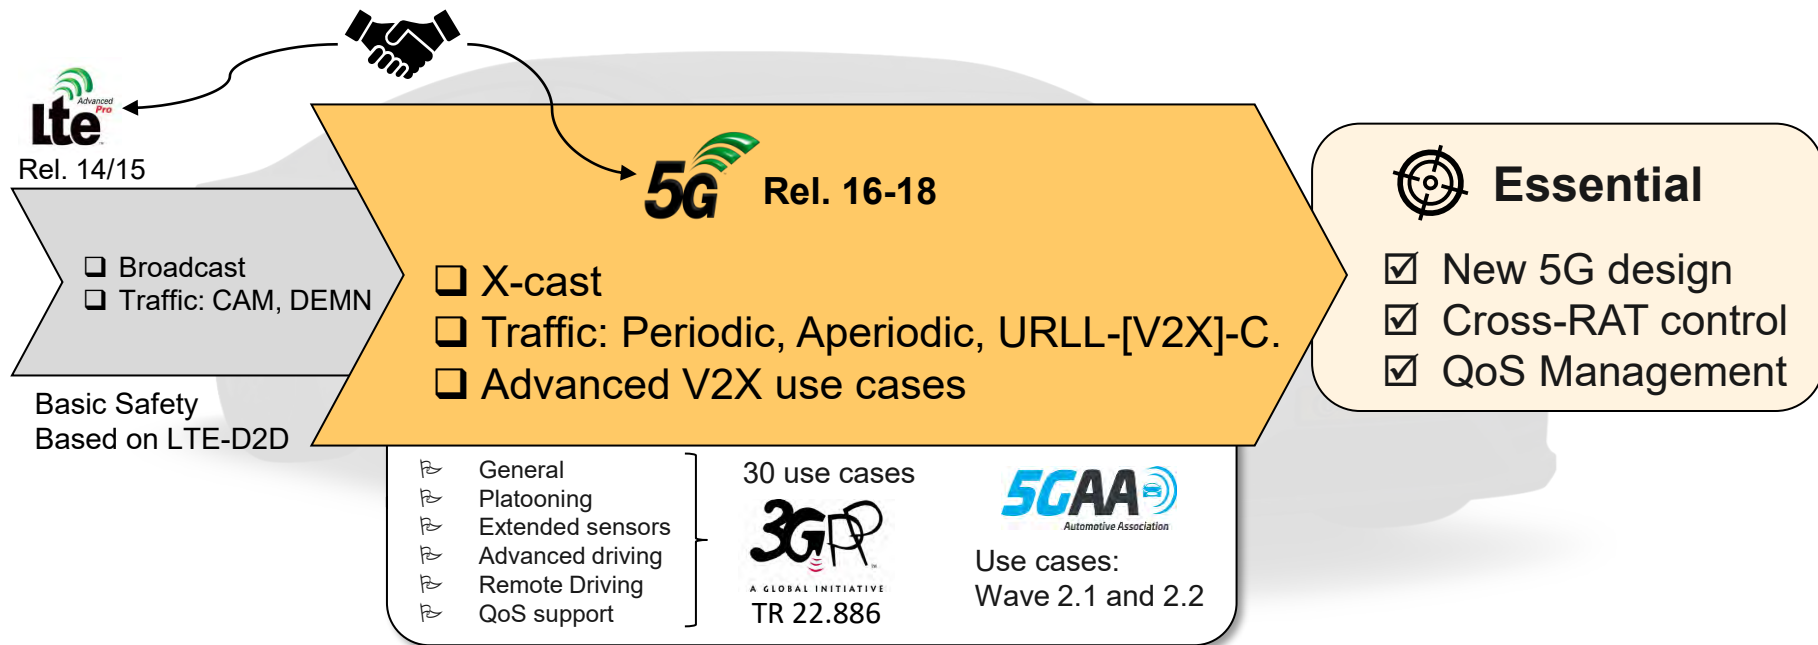 Lte
Advanced
Pro
Rel. 14/15
Broadcast
Traffic: CAM, DEMN
Basic Safety
Based on LTE-D2D
5G
Rel. 16-18
X-cast
Traffic: Periodic, Aperiodic, URLL-[V2X]-C.
Advanced V2X use cases
General
Platooning
Extended sensors
Advanced driving
Remote Driving
QoS support
30 use cases
3GPP
A GLOBAL INITIATIVE
TR 22.886
5GAA
Automotive Association
Use cases:
Wave 2.1 and 2.2
Essential
New 5G design
Cross-RAT control
QoS Management